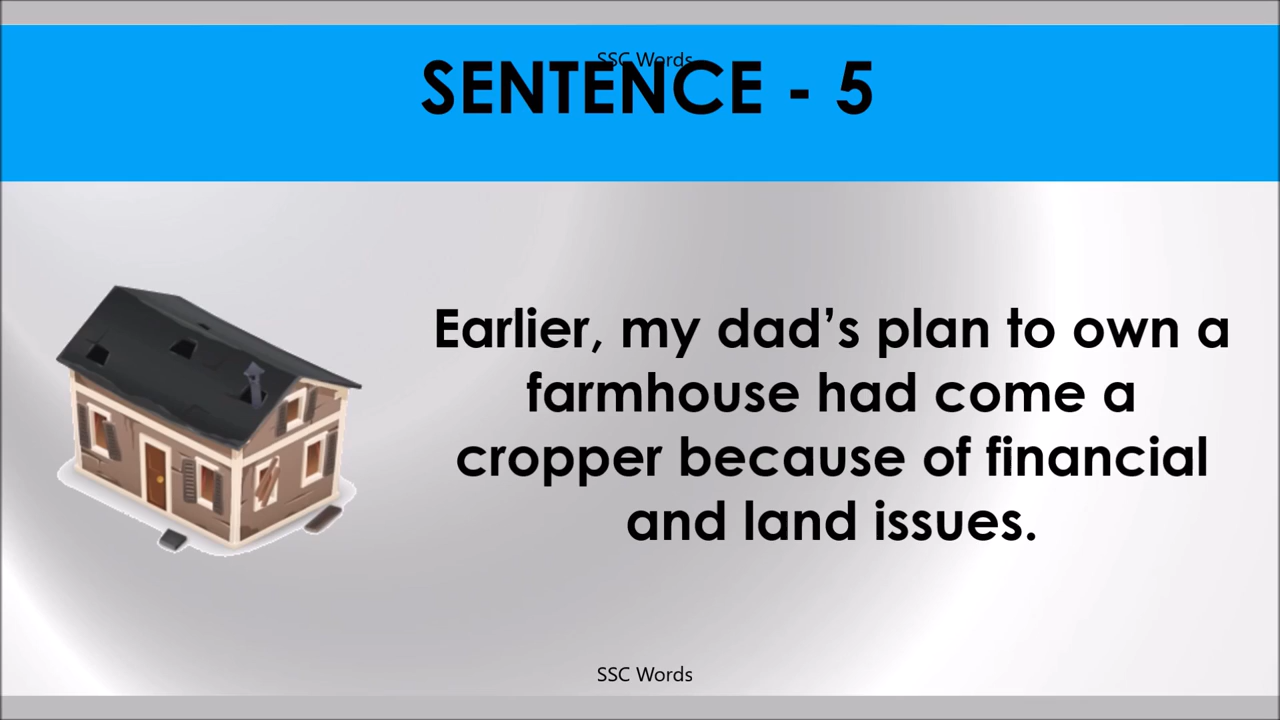 SSC Words
SENTENCE - 5
Earlier, my dad’s plan to own a
farmhouse had come a
cropper because of financial
and land issues.
SSC Words